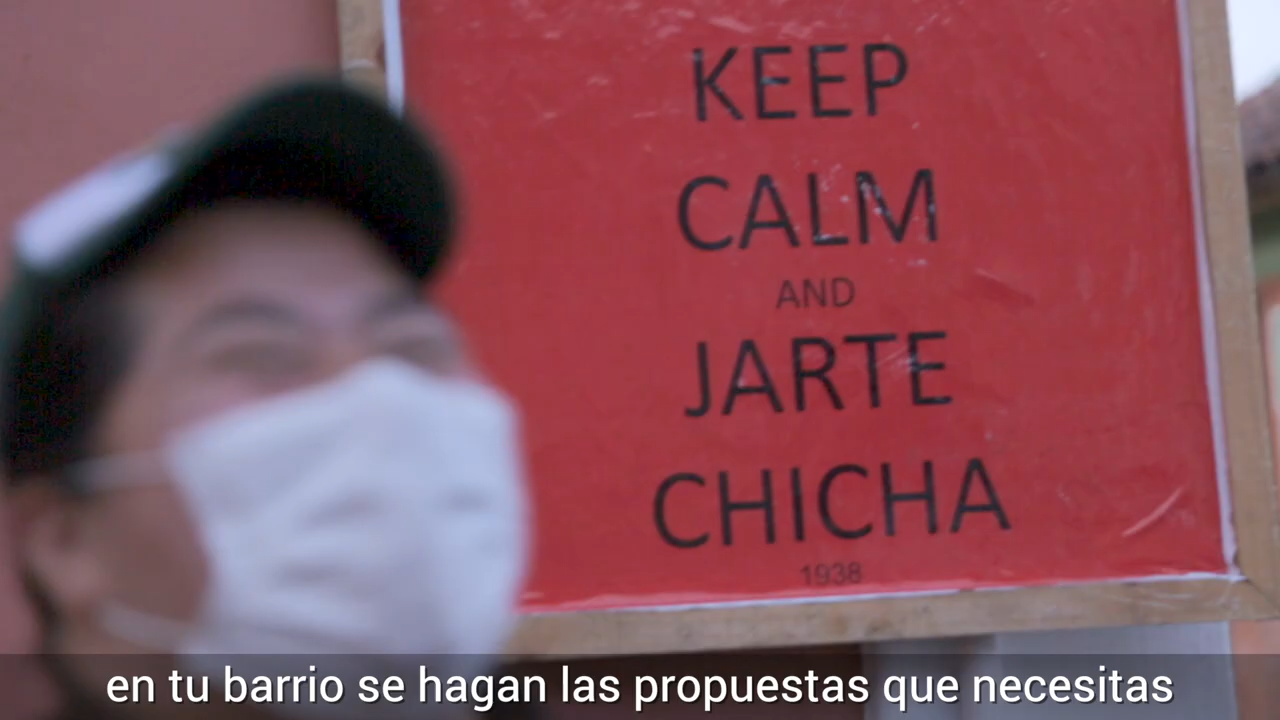 KEEP
CALM
AND
JARTE
CHICHA
1938
en tu barrio se hagan las propuestas que necesitas